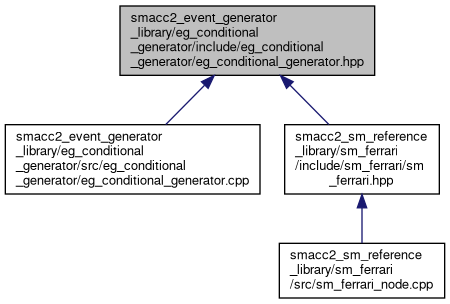 smacc2_event_generator
_library/eg_conditional
_generator/include/eg_conditional
_generator/eg_conditional_generator.hpp
smacc2_event_generator
_library/eg_conditional
_generator/src/eg_conditional
_generator/eg_conditional_generator.cpp
smacc2_sm_reference
_library/sm_ferrari
/include/sm_ferrari/sm
_ferrari.hpp
smacc2_sm_reference
_library/sm_ferrari
/src/sm_ferrari_node.cpp